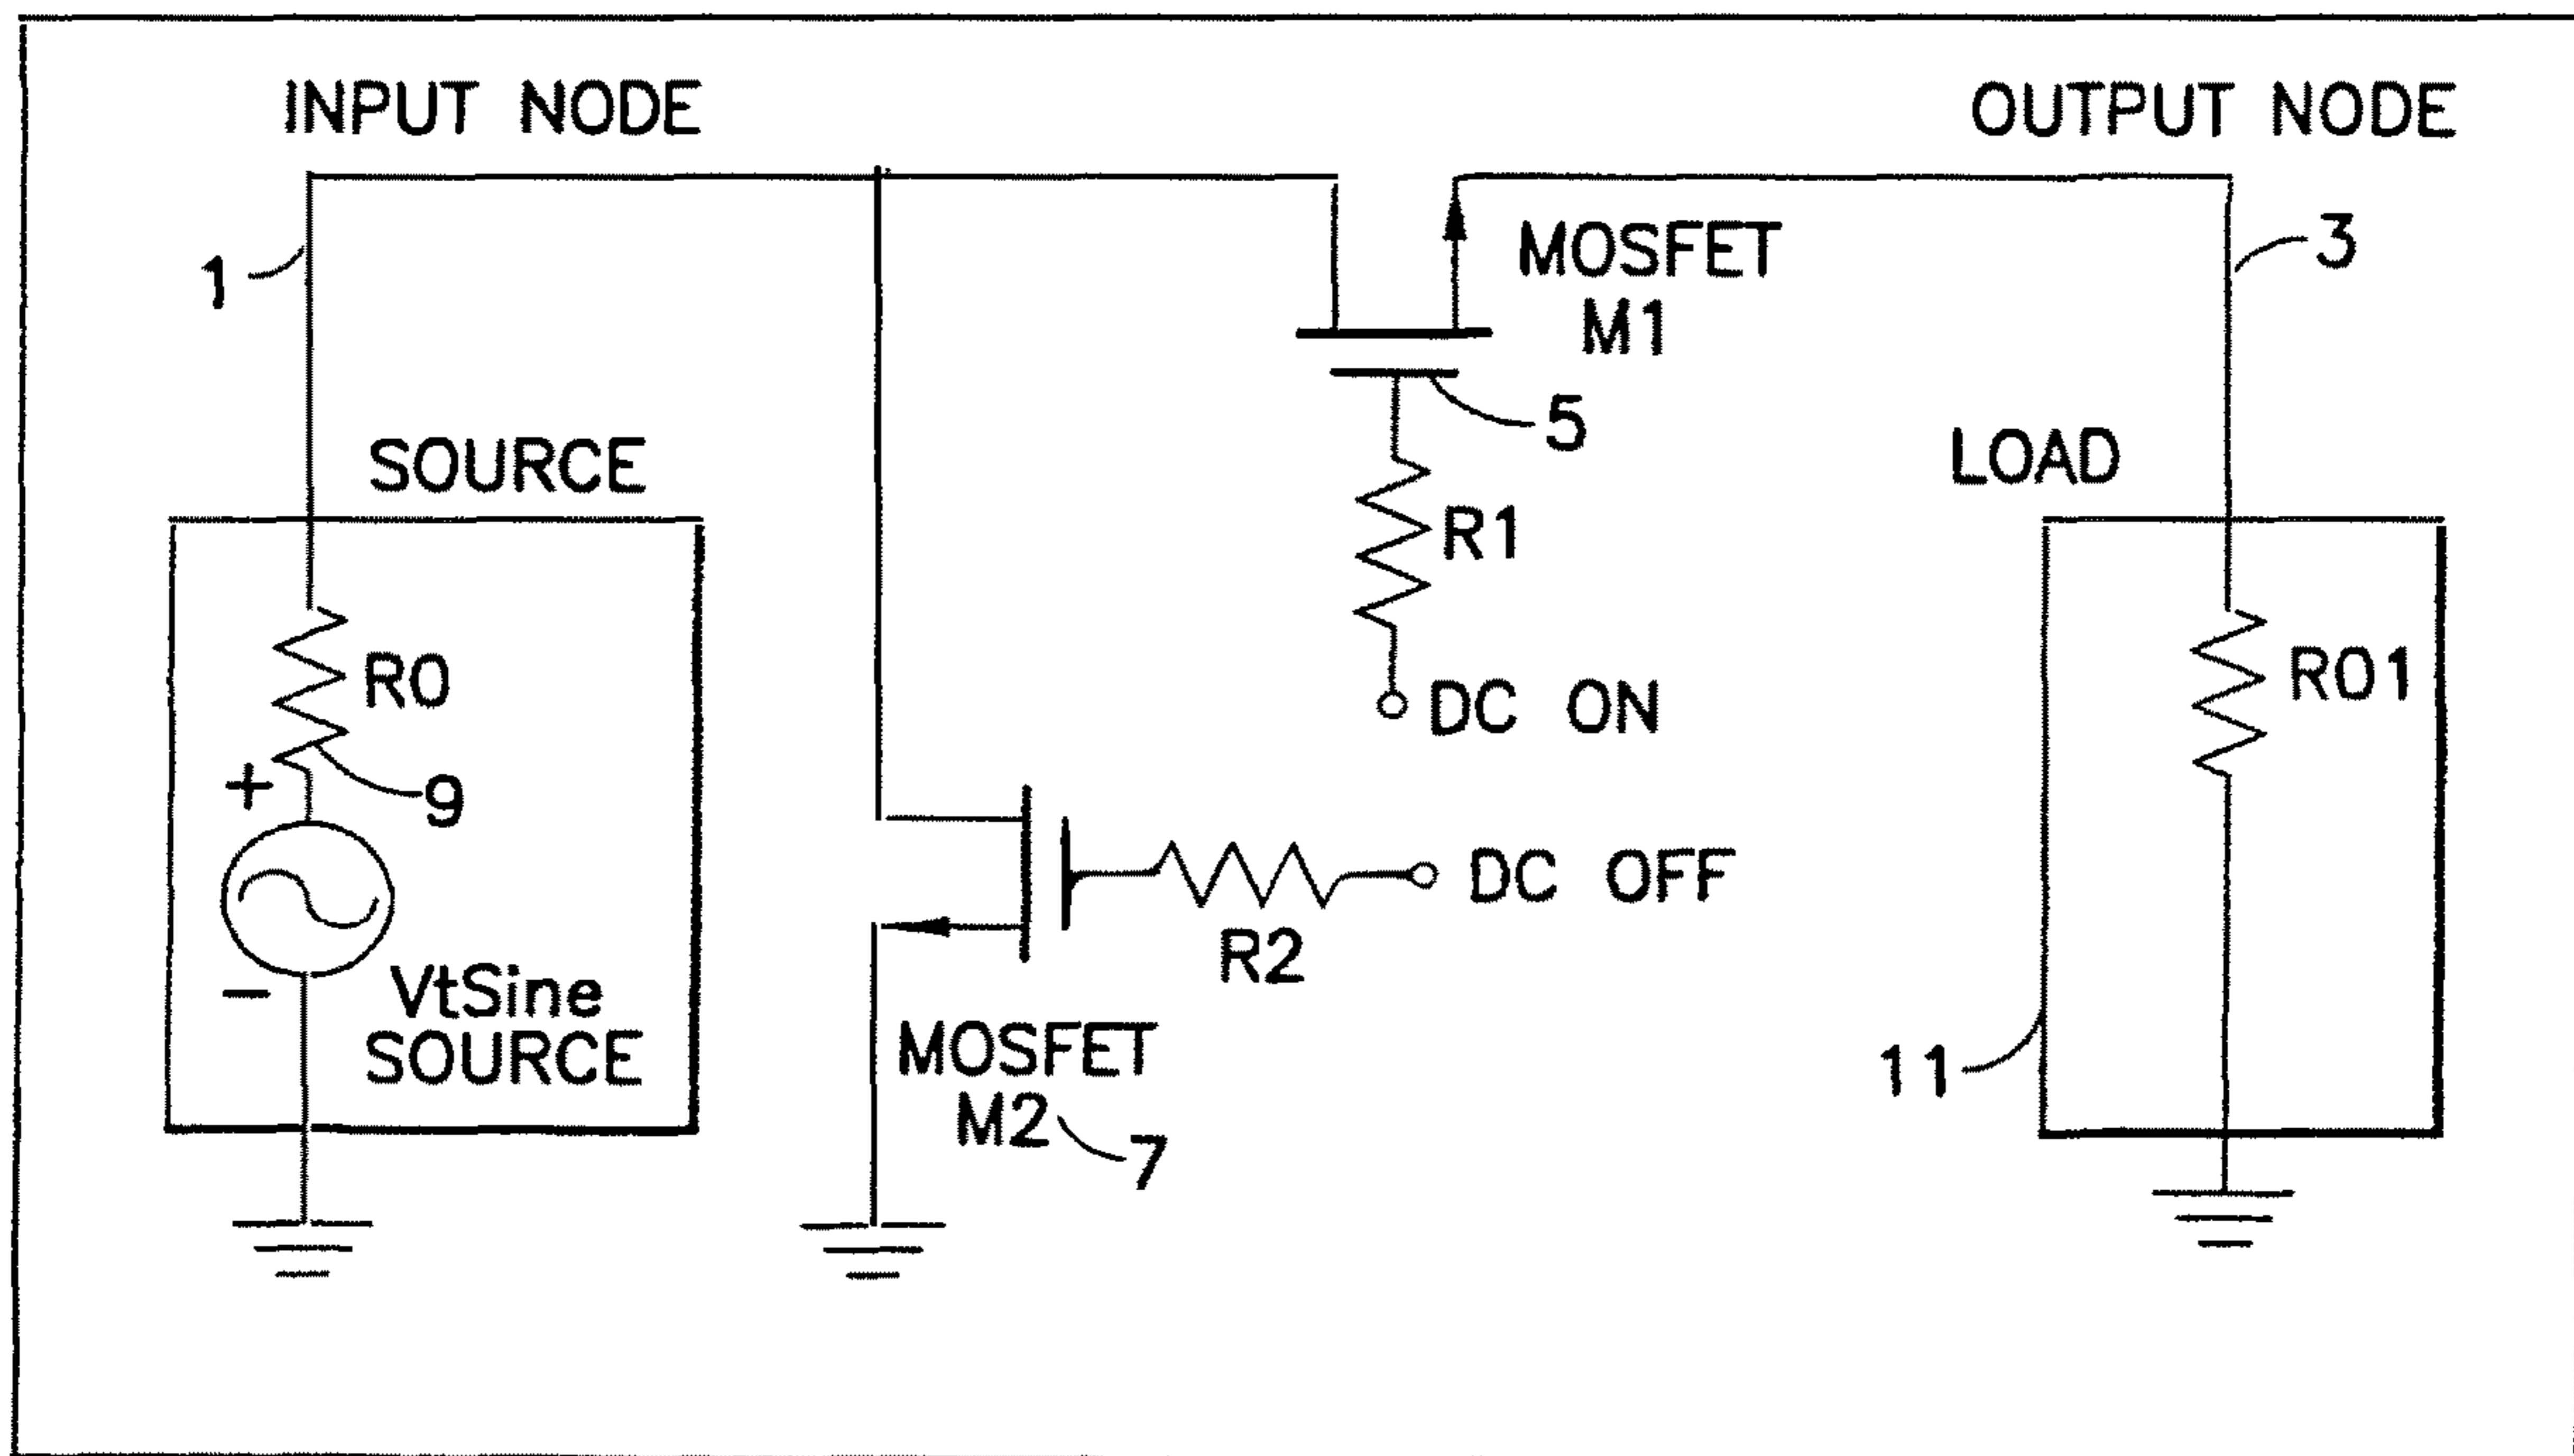 INPUT NODE
OUTPUT NODE
1
3
MOSFET
M1
5
SOURCE
LOAD
R1
R0
R01
DC ON
+
9
DC OFF
R2
−
VtSine
SOURCE
MOSFET
M2
7
11